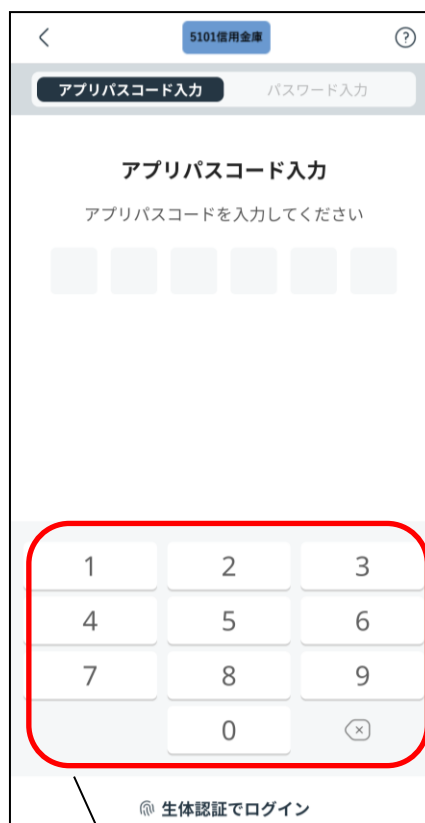 5101信用金庫
?
アプリパスコード入力 パスワード入力
アプリパスコード入力
アプリパスコードを入力してください
1 2 3
4 5 6
7 8 9
0
生体認証でログイン